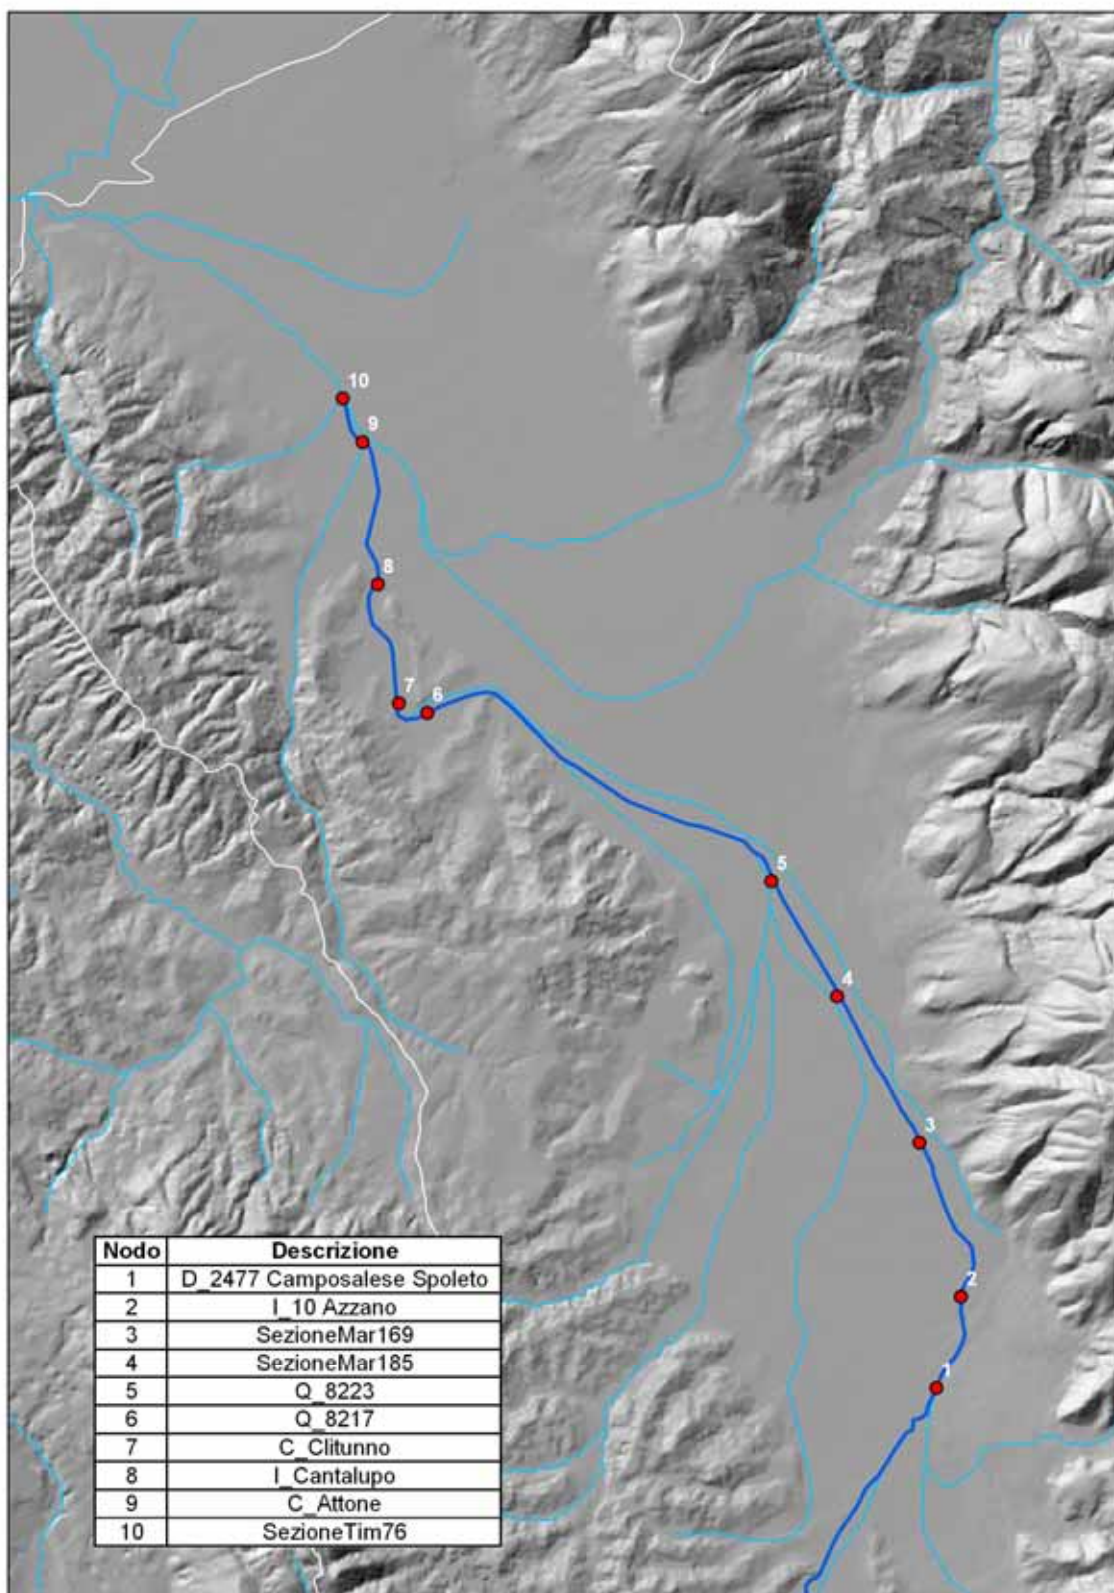 10
9
8
7
6
5
4
3
2
1
Nodo Descrizione
1 D_2477 Camposalese Spoleto
2 I_10 Azzano
3 SezioneMar169
4 SezioneMar185
5 Q_8223
6 Q_8217
7 C_Clitunno
8 I_Cantalupo
9 C_Attone
10 SezioneTim76